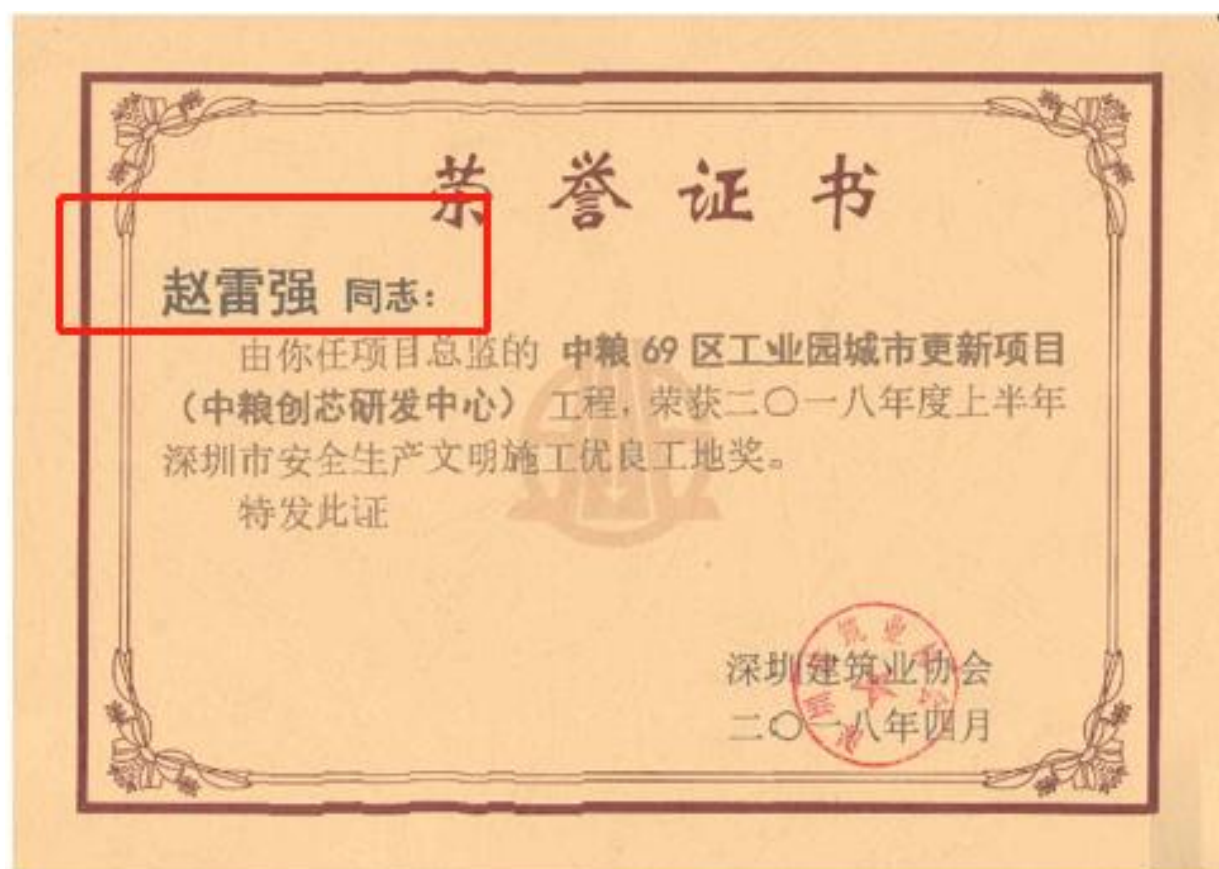 荣誉证书
赵雷强 同志：
由你任项目总监的 中粮 69 区工业园城市更新项目
（中粮创芯研发中心） 工程，荣获二〇一八年度上半年
深圳市安全生产文明施工优良工地奖。
特发此证
深圳建筑业协会
二〇一八年四月